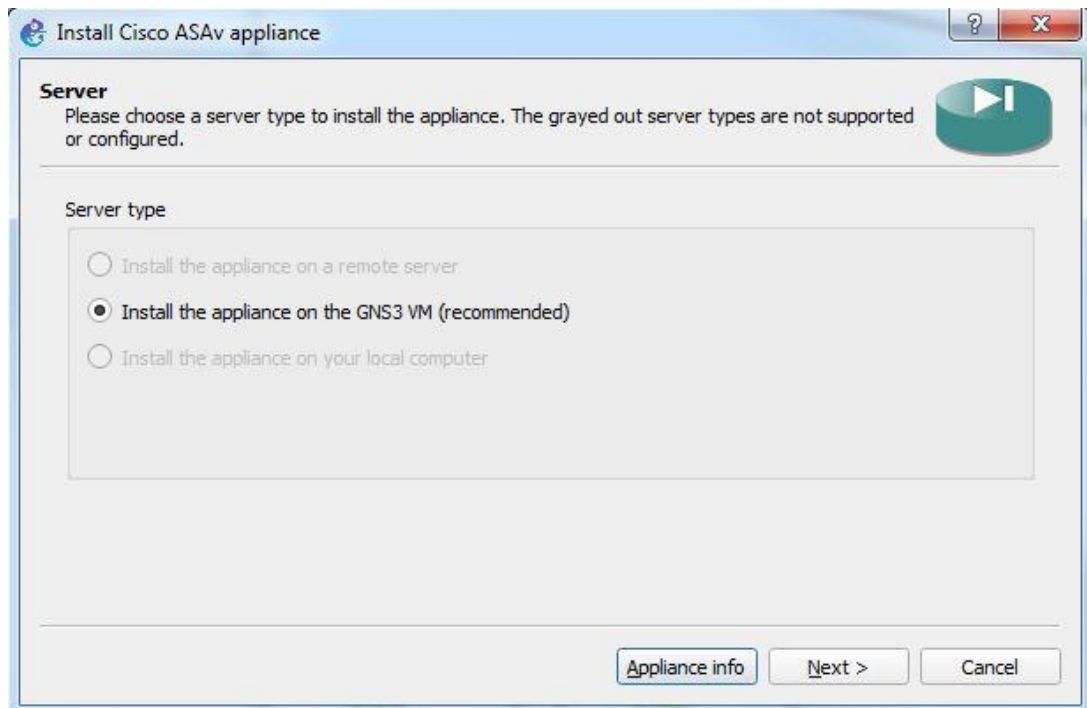 Install Cisco ASAv appliance
Server
Please choose a server type to install the appliance. The grayed out server types are not supported
or configured.
Server type
Install the appliance on a remote server
Install the appliance on the GNS3 VM (recommended)
Install the appliance on your local computer
Appliance info
Next >
Cancel